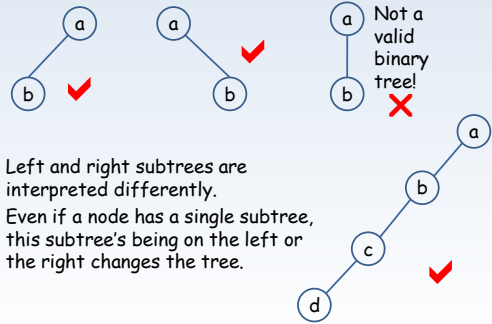 a
b
a
b
a
b
Not a
valid
binary
tree!
a
b
c
d
Left and right subtrees are
interpreted differently.
Even if a node has a single subtree,
this subtree's being on the left or
the right changes the tree.